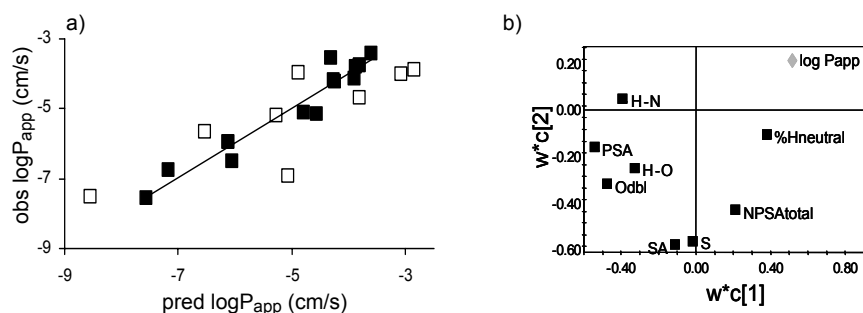 a)
obs logPapp (cm/s)
-3
-5
-7
-9
-9 -7 -5 -3
pred logPapp (cm/s)
b)
w*c[2]
0.20
0.00
-0.20
-0.40
-0.60
log Papp
H-N
%Hneutral
PSA
H-O
Odbl
NPSAtotal
SA S
-0.40 0.00 0.40 0.80
w*c[1]